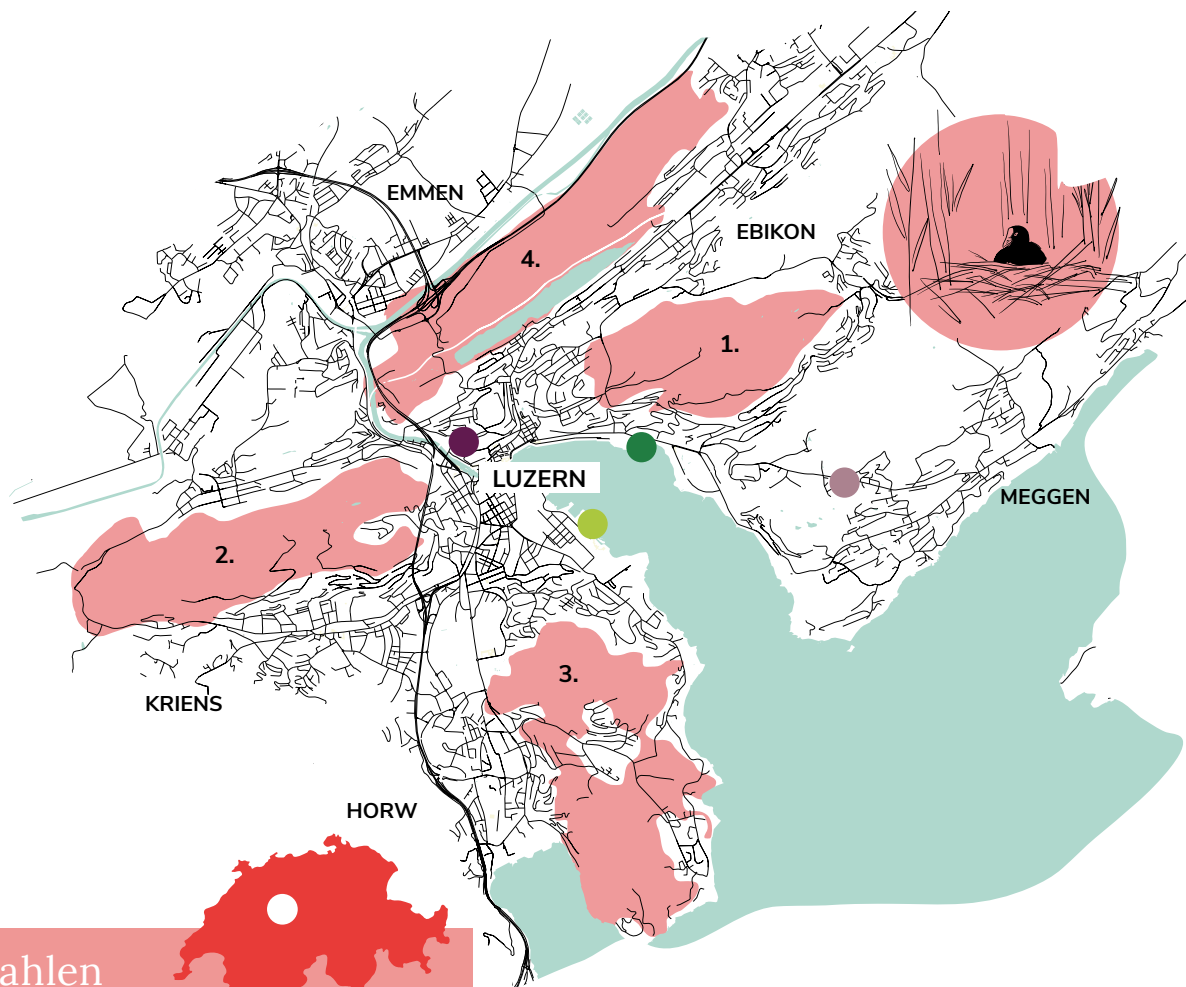 EMMEN
EBIKON
4.
1.
LUZERN
MEGGEN
2.
3.
KRIENS
HORW
ahlen